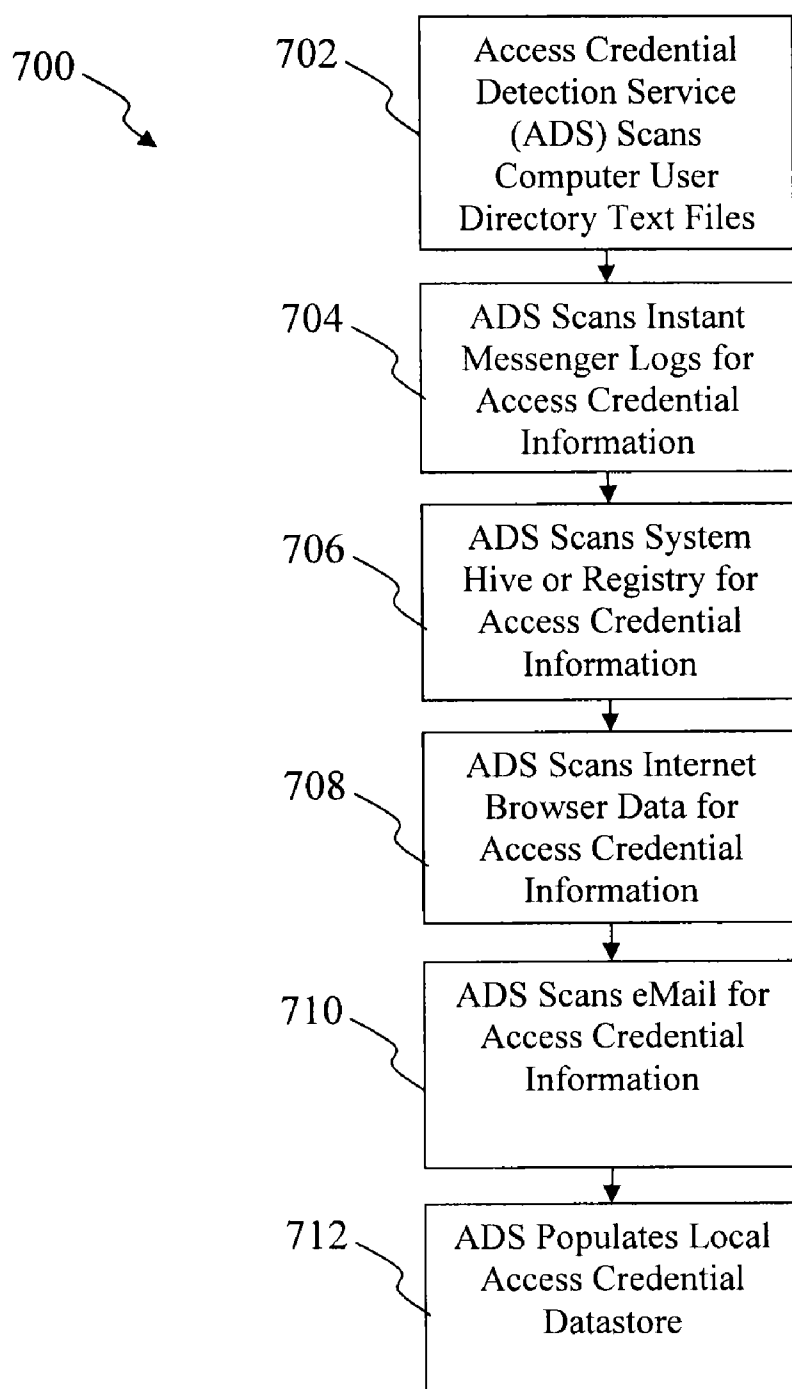 700
702
Access Credential
Detection Service
(ADS) Scans
Computer User
Directory Text Files
704
ADS Scans Instant
Messenger Logs for
Access Credential
Information
706
ADS Scans System
Hive or Registry for
Access Credential
Information
708
ADS Scans Internet
Browser Data for
Access Credential
Information
710
ADS Scans eMail for
Access Credential
Information
712
ADS Populates Local
Access Credential
Datastore